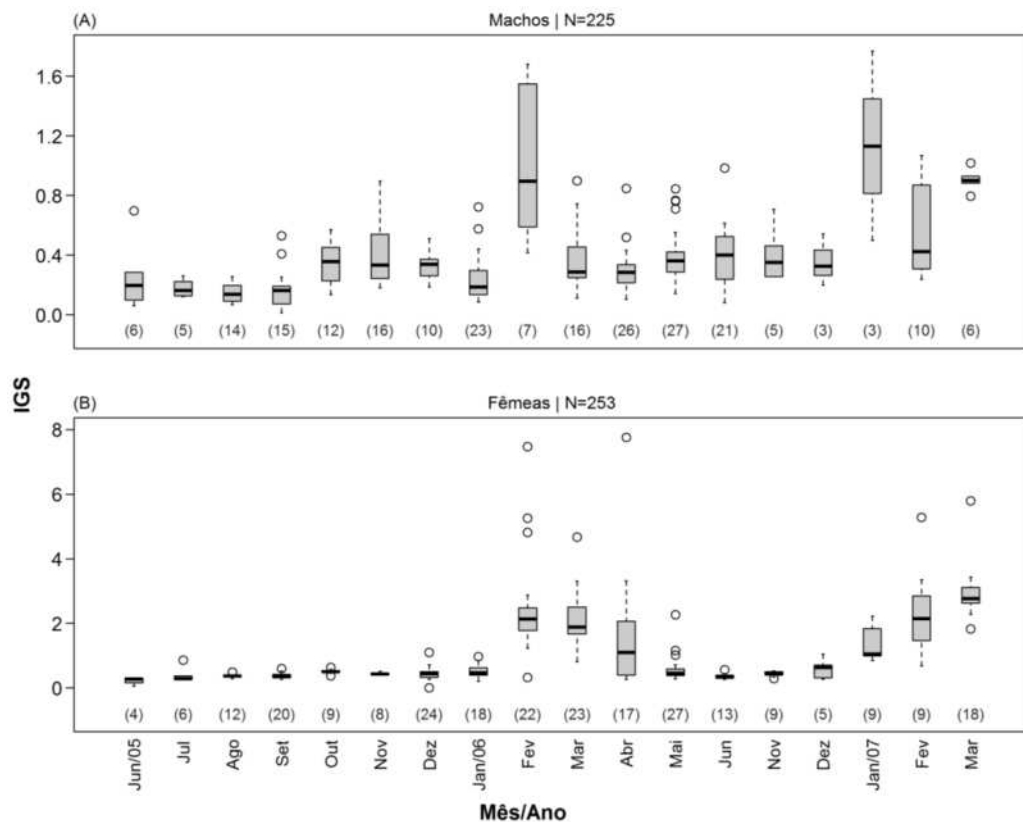 (A) Machos | N=225
1.6
1.2
0.8
0.4
0.0
(6) (5) (14) (15) (12) (16) (10) (23) (7) (16) (26) (27) (21) (5) (3) (3) (10) (6)
IGS
(B) Fêmeas | N=253
8
6
4
2
0
(4) (6) (12) (20) (9) (8) (24) (18) (22) (23) (17) (27) (13) (9) (5) (9) (9) (18)
Jun/05 Jul Ago Set Out Nov Dez Jan/06 Fev Mar Abr Mai Jun Nov Dez Jan/07 Fev Mar
Mês/Ano